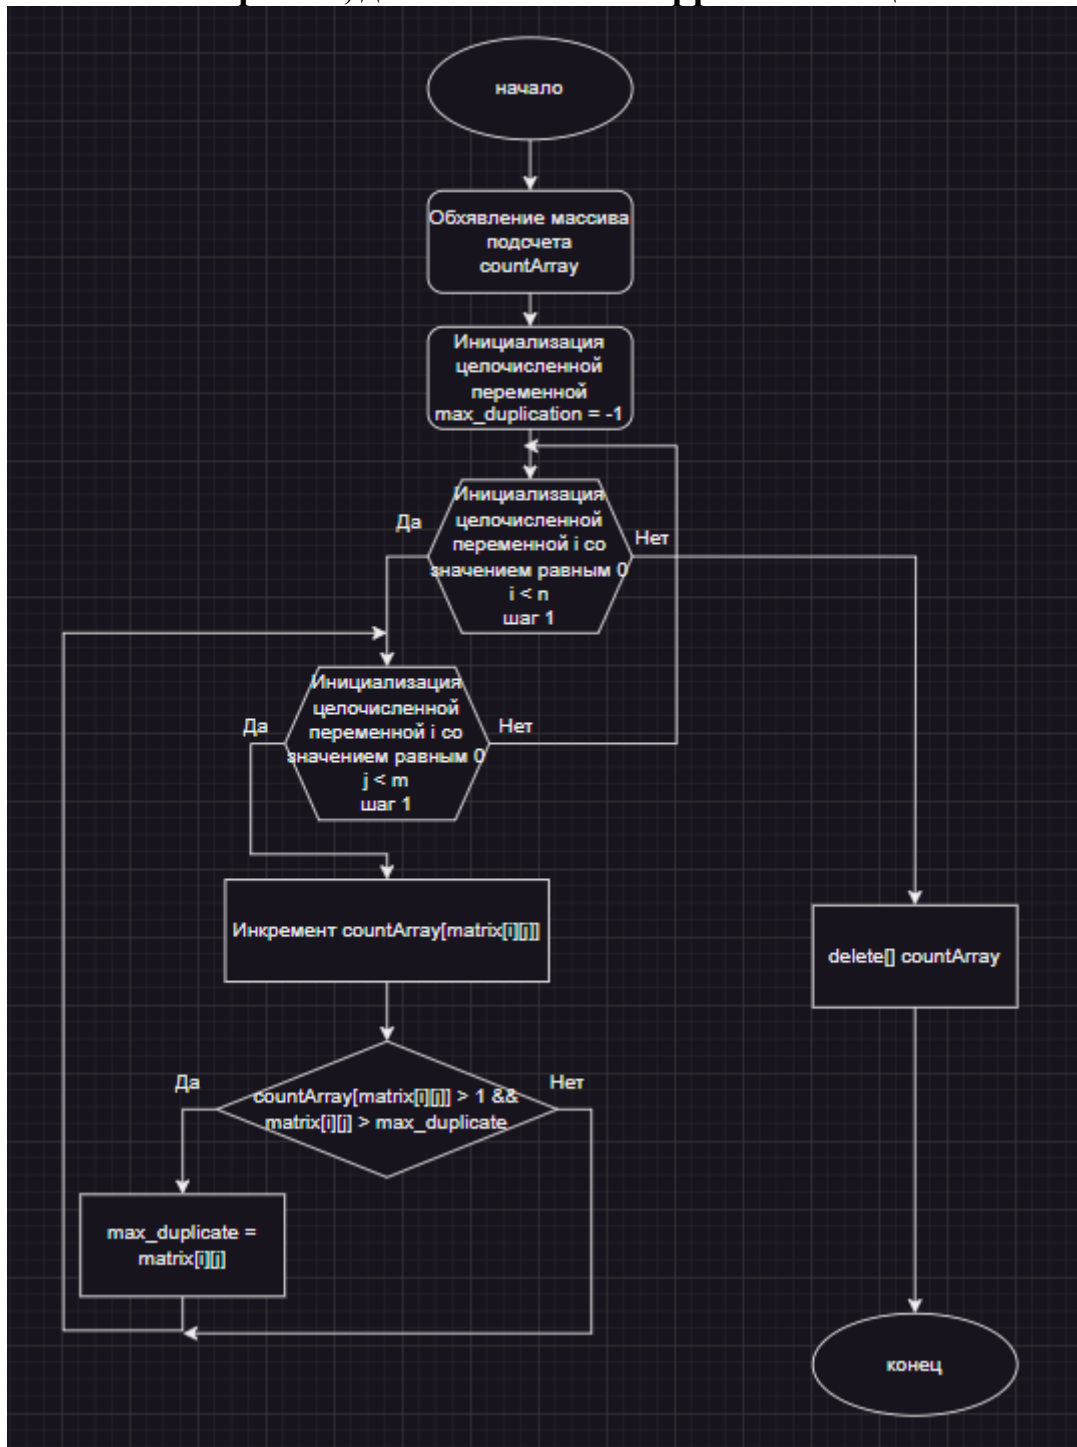 начало
Обхявление массива
подсчета
countArray
Инициализация
целочисленной
переменной
max_duplication = -1
Инициализация
целочисленной
переменной i со
значением равным 0
i < n
шаг 1
Да
Нет
Инициализация
целочисленной
переменной i со
значением равным 0
j < m
шаг 1
Да
Нет
Инкремент countArray[matrix[i][j]]
delete[] countArray
countArray[matrix[i][j]] > 1 &&
matrix[i][j] > max_duplicate
Да
Нет
max_duplicate =
matrix[i][j]
конец